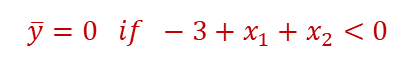 ȳ = 0 if − 3 + x₁ + x₂ < 0